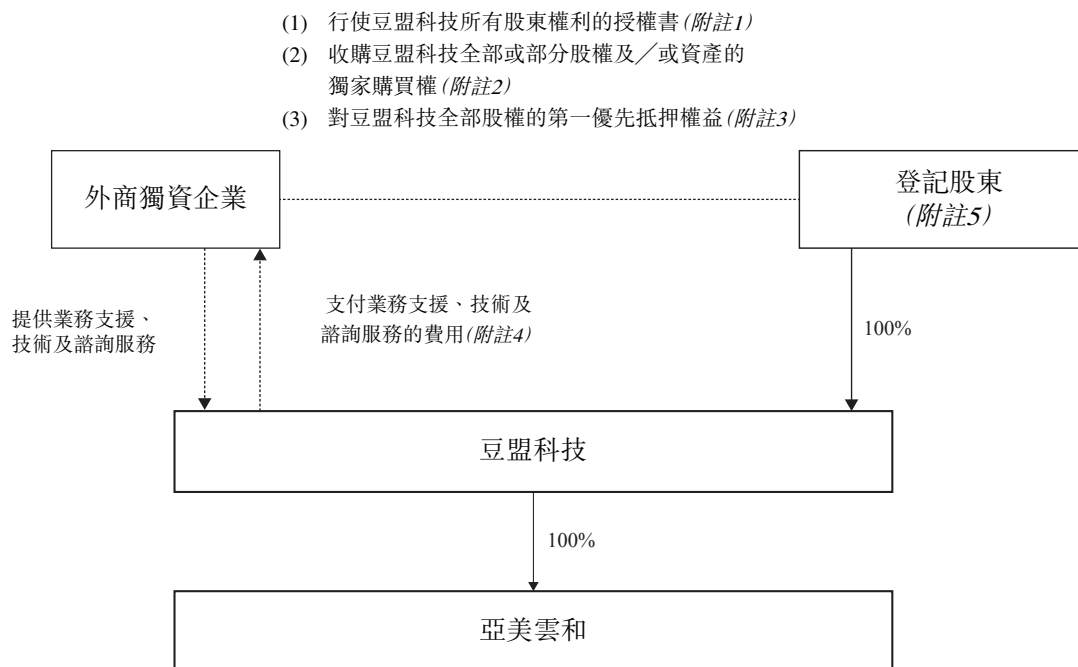 (1) 行使豆盟科技所有股東權利的授權書(附註1)
(2) 收購豆盟科技全部或部分股權及／或資產的
獨家購買權(附註2)
(3) 對豆盟科技全部股權的第一優先抵押權益(附註3)
外商獨資企業
登記股東
(附註5)
提供業務支援、
技術及諮詢服務
支付業務支援、技術及
諮詢服務的費用(附註4)
100%
豆盟科技
100%
亞美雲和